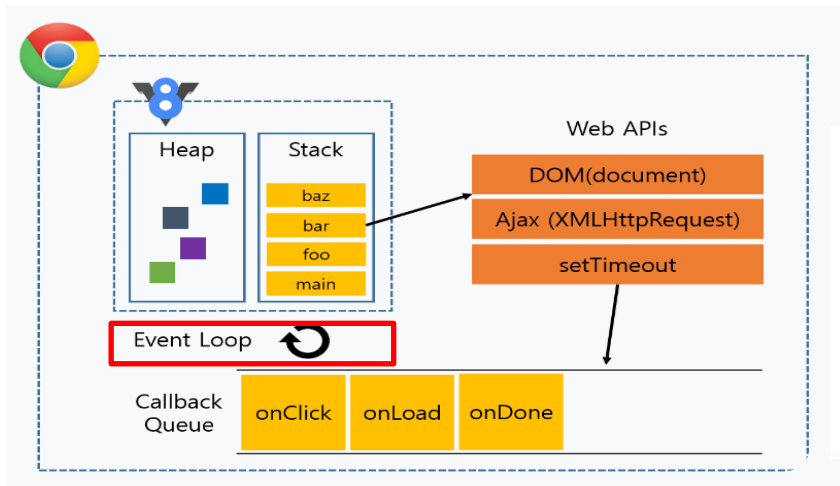 8
Heap
Stack
baz
bar
foo
main
Web APIs
DOM(document)
Ajax (XMLHttpRequest)
setTimeout
Event Loop
Callback
Queue
onClick
onLoad
onDone